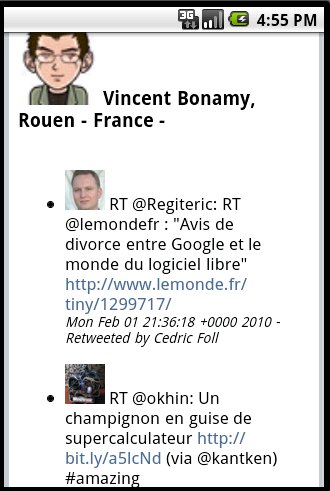 3G 4:55 PM
Vincent Bonamy,
Rouen - France -
RT @Regiteric: RT
@lemondefr : "Avis de
divorce entre Google et le
monde du logiciel libre"
http://www.lemonde.fr/
tiny/1299717/
Mon Feb 01 21:36:18 +0000 2010 -
Retweeted by Cedric Foll
RT @okhin: Un
champignon en guise de
supercalculateur http://
bit.ly/a5lcNd (via @kantken)
#amazing